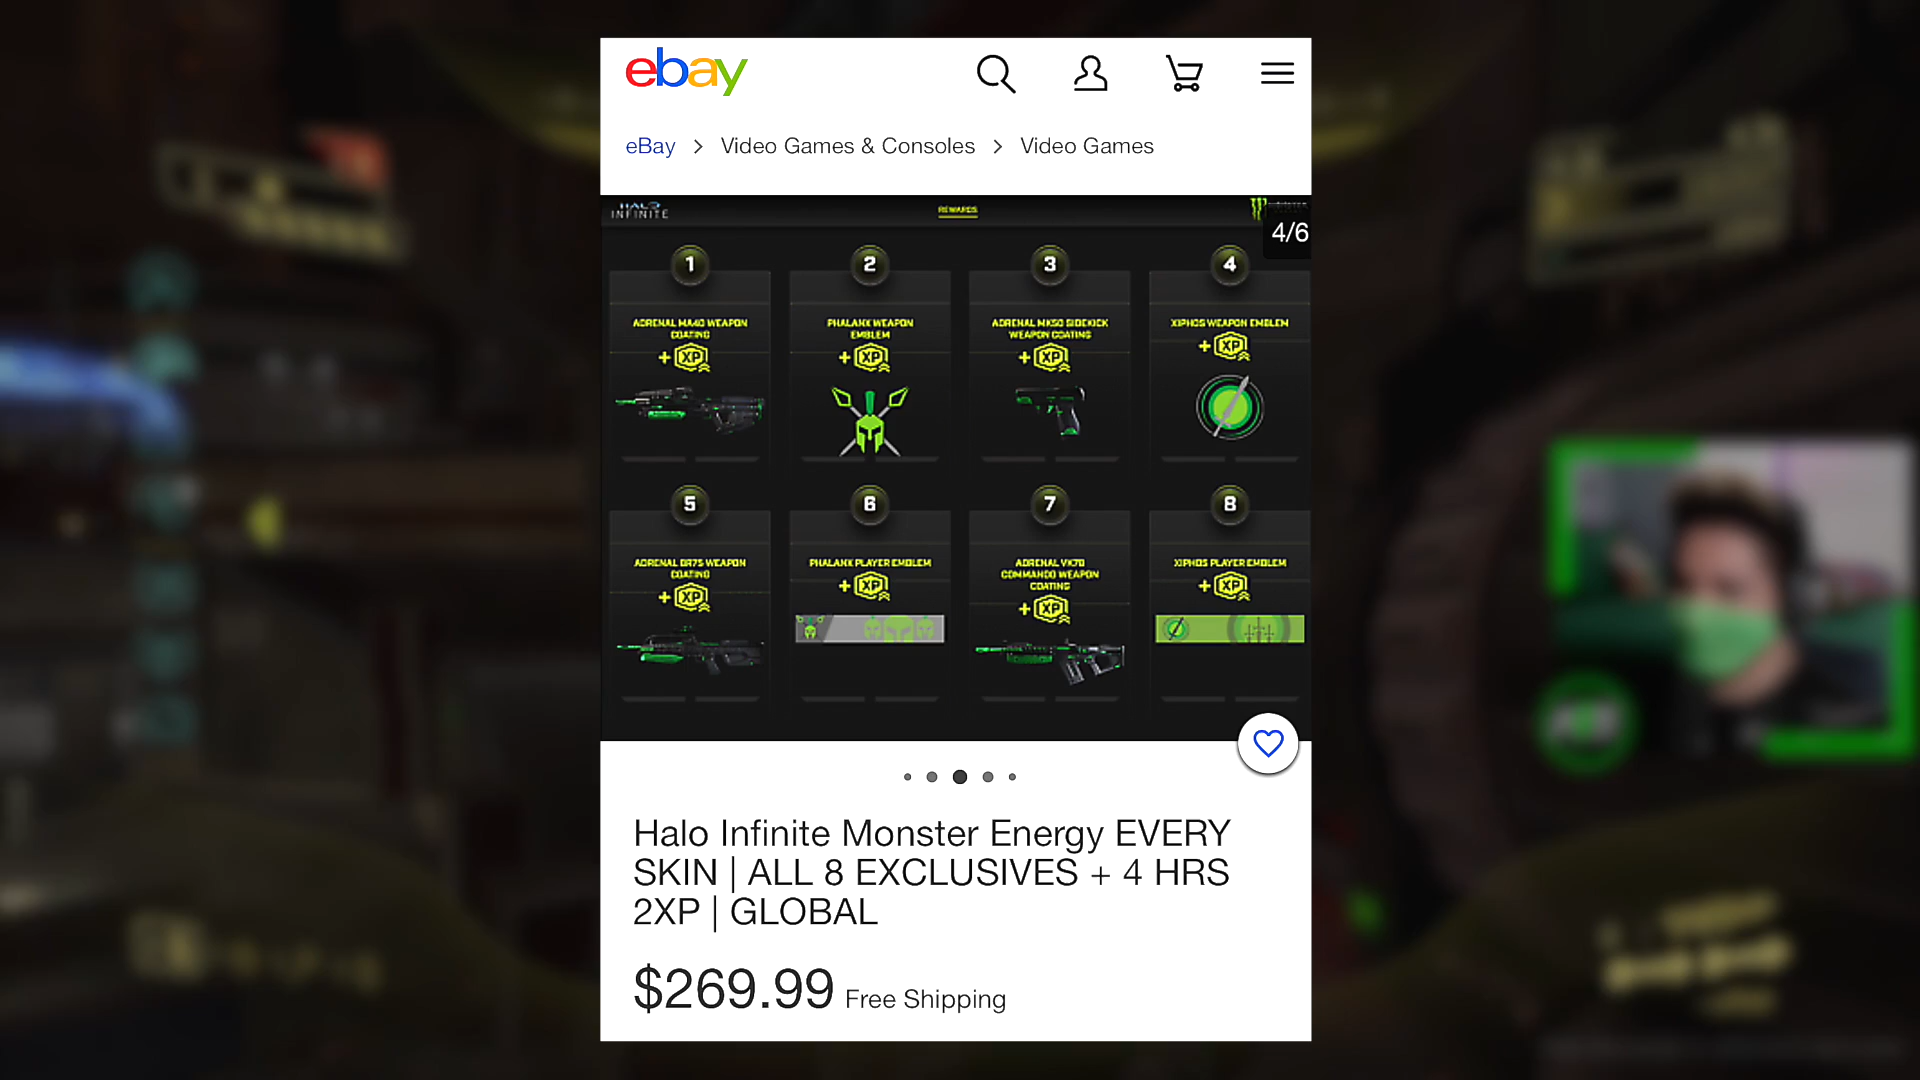 ebay
eBay > Video Games & Consoles > Video Games
HALO INFINITE
REWARDS
4/6
1
2
3
4
ADRENAL MA40 WEAPON
COATING
+ XP
PHALANX WEAPON
EMBLEM
+ XP
ADRENAL MK50 SIDEKICK
WEAPON COATING
+ XP
XIPHOS WEAPON EMBLEM
+ XP
5
6
7
8
ADRENAL BR75 WEAPON
COATING
+ XP
PHALANX PLAYER EMBLEM
+ XP
ADRENAL VK78
COMMANDO WEAPON
COATING
+ XP
XIPHOS PLAYER EMBLEM
+ XP
Halo Infinite Monster Energy EVERY
SKIN | ALL 8 EXCLUSIVES + 4 HRS
2XP | GLOBAL
$269.99 Free Shipping